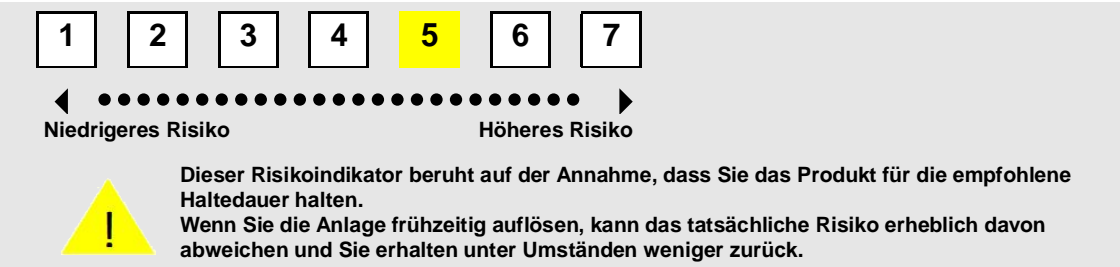 1 2 3 4 5 6 7
Niedrigeres Risiko Höheres Risiko
Dieser Risikoindikator beruht auf der Annahme, dass Sie das Produkt für die empfohlene
Haltedauer halten.
Wenn Sie die Anlage frühzeitig auflösen, kann das tatsächliche Risiko erheblich davon
abweichen und Sie erhalten unter Umständen weniger zurück.
!